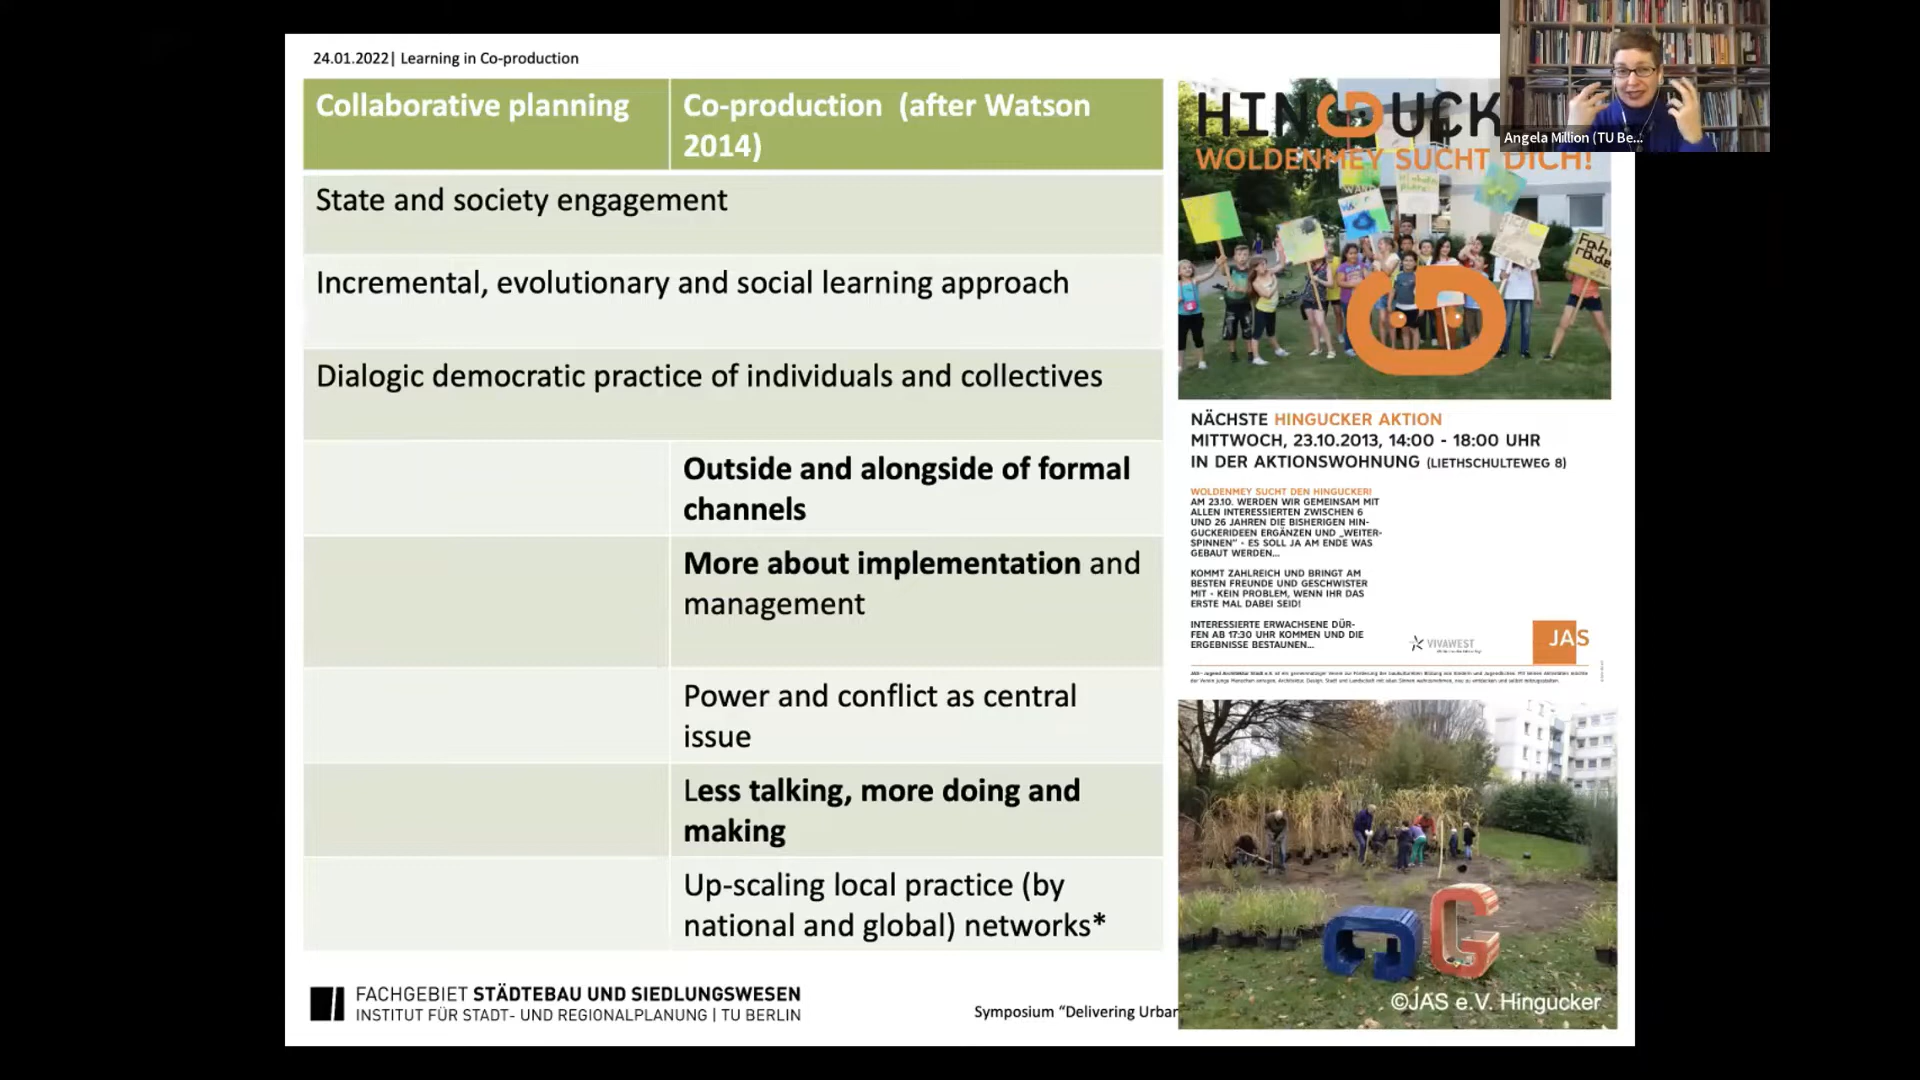 24.01.2022| Learning in Co-production
Collaborative planning
Co-production (after Watson
2014)
State and society engagement
Incremental, evolutionary and social learning approach
Dialogic democratic practice of individuals and collectives
Outside and alongside of formal
channels
More about implementation and
management
Power and conflict as central
issue
Less talking, more doing and
making
Up-scaling local practice (by
national and global) networks*
FACHGEBIET STÄDTEBAU UND SIEDLUNGSWESEN
INSTITUT FÜR STADT- UND REGIONALPLANUNG | TU BERLIN
Symposium “Delivering Urban
HINGUCK
WOLDENMEY SUCHT DICH!
NÄCHSTE HINGUCKER AKTION
MITTWOCH, 23.10.2013, 14:00 - 18:00 UHR
IN DER AKTIONSWOHNUNG (LIETHSCHULTEWEG 8)
WOLDENMEY SUCHT DEN HINGUCKER!
AM 23.10. WERDEN WIR GEMEINSAM MIT
ALLEN INTERESSIERTEN ZWISCHEN 6
UND 26 JAHREN DIE BISHERIGEN HIN-
GUCKERIDEEN ERGÄNZEN UND „WEITER-
SPINNEN“ - ES SOLL JA AM ENDE WAS
GEBAUT WERDEN...
KOMMT ZAHLREICH UND BRINGT AM
BESTEN FREUNDE UND GESCHWISTER
MIT - KEIN PROBLEM, WENN IHR DAS
ERSTE MAL DABEI SEID!
INTERESSIERTE ERWACHSENE DÜR-
FEN AB 17:30 UHR KOMMEN UND DIE
ERGEBNISSE BESTAUNEN...
VIVAWEST
JAS
©JAS e.V. Hingucker
Angela Million (TU Be...